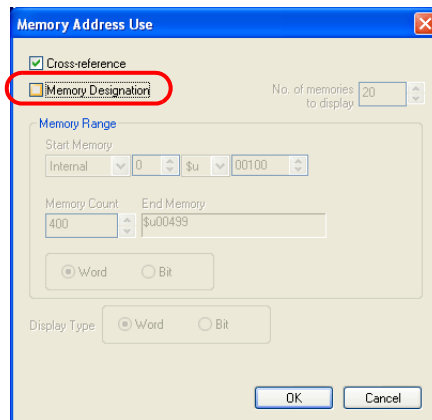 Memory Address Use
Cross-reference
Memory Designation
No. of memories to display 20
Memory Range
Start Memory
Internal 0 $u 00100
Memory Count End Memory
400 $u00499
Word Bit
Display Type Word Bit
OK Cancel